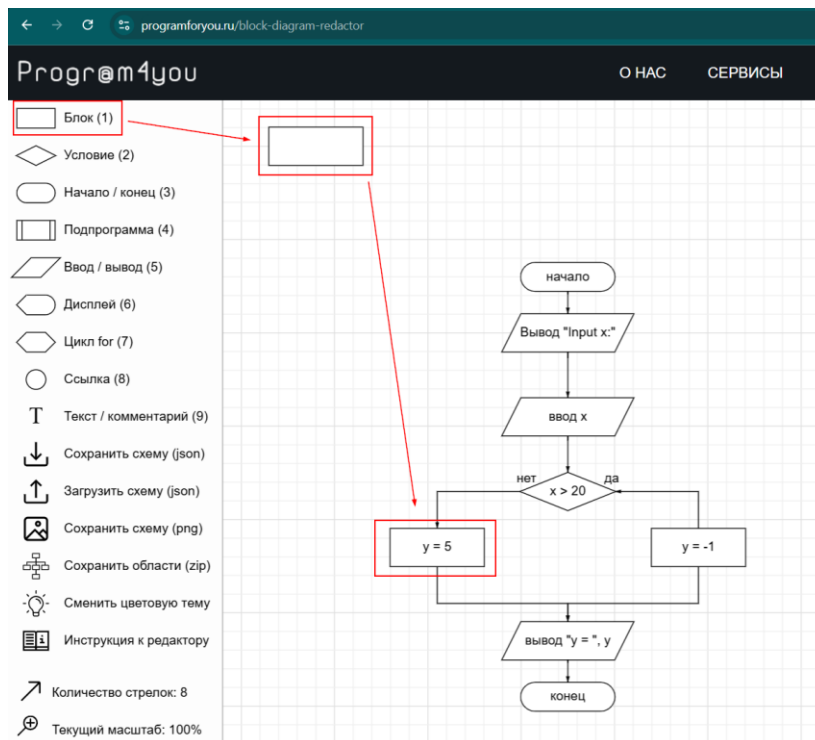 programforyou.ru/block-diagram-redactor
Progr@m4you
О НАС СЕРВИСЫ
Блок (1)
Условие (2)
Начало / конец (3)
Подпрограмма (4)
Ввод / вывод (5)
Дисплей (6)
Цикл for (7)
Ссылка (8)
T Текст / комментарий (9)
Сохранить схему (json)
Загрузить схему (json)
Сохранить схему (png)
Сохранить области (zip)
Сменить цветовую тему
Инструкция к редактору
Количество стрелок: 8
Текущий масштаб: 100%
начало
Вывод "Input x:"
ввод x
нет
да
x > 20
y = 5
y = -1
вывод "y = ", y
конец